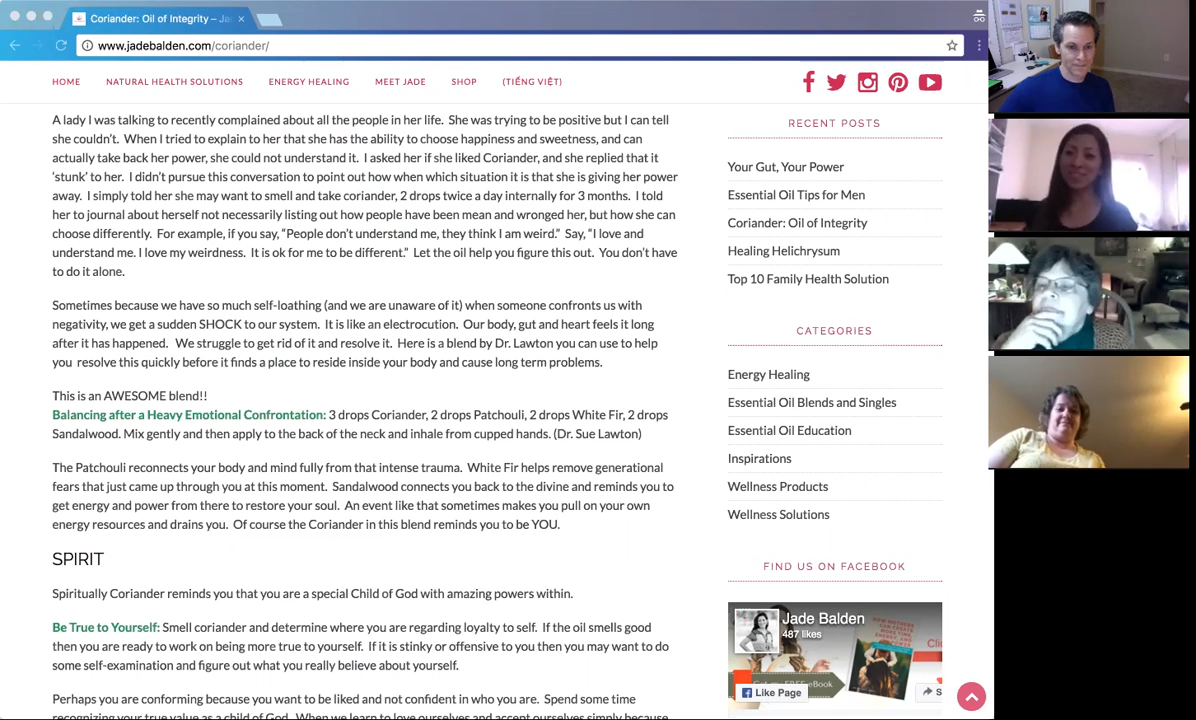 Coriander: Oil of Integrity – Ja
www.jadebalden.com/coriander/
HOME NATURAL HEALTH SOLUTIONS ENERGY HEALING MEET JADE SHOP (TIẾNG VIỆT)
A lady I was talking to recently complained about all the people in her life. She was trying to be positive but I can tell
she couldn't. When I tried to explain to her that she has the ability to choose happiness and sweetness, and can
actually take back her power, she could not understand it. I asked her if she liked Coriander, and she replied that it
'stunk' to her. I didn't pursue this conversation to point out how when which situation it is that she is giving her power
away. I simply told her she may want to smell and take coriander, 2 drops twice a day internally for 3 months. I told
her to journal about herself not necessarily listing out how people have been mean and wronged her, but how she can
choose differently. For example, if you say, "People don't understand me, they think I am weird." Say, "I love and
understand me. I love my weirdness. It is ok for me to be different." Let the oil help you figure this out. You don't have
to do it alone.
Sometimes because we have so much self-loathing (and we are unaware of it) when someone confronts us with
negativity, we get a sudden SHOCK to our system. It is like an electrocution. Our body, gut and heart feels it long
after it has happened. We struggle to get rid of it and resolve it. Here is a blend by Dr. Lawton you can use to help
you resolve this quickly before it finds a place to reside inside your body and cause long term problems.
This is an AWESOME blend!!
Balancing after a Heavy Emotional Confrontation: 3 drops Coriander, 2 drops Patchouli, 2 drops White Fir, 2 drops
Sandalwood. Mix gently and then apply to the back of the neck and inhale from cupped hands. (Dr. Sue Lawton)
The Patchouli reconnects your body and mind fully from that intense trauma. White Fir helps remove generational
fears that just came up through you at this moment. Sandalwood connects you back to the divine and reminds you to
get energy and power from there to restore your soul. An event like that sometimes makes you pull on your own
energy resources and drains you. Of course the Coriander in this blend reminds you to be YOU.
SPIRIT
Spiritually Coriander reminds you that you are a special Child of God with amazing powers within.
Be True to Yourself: Smell coriander and determine where you are regarding loyalty to self. If the oil smells good
then you are ready to work on being more true to yourself. If it is stinky or offensive to you then you may want to do
some self-examination and figure out what you really believe about yourself.
Perhaps you are conforming because you want to be liked and not confident in who you are. Spend some time
recognizing your true value as a child of God. When we learn to love ourselves and accept ourselves simply because
RECENT POSTS
Your Gut, Your Power
Essential Oil Tips for Men
Coriander: Oil of Integrity
Healing Helichrysum
Top 10 Family Health Solution
CATEGORIES
Energy Healing
Essential Oil Blends and Singles
Essential Oil Education
Inspirations
Wellness Products
Wellness Solutions
FIND US ON FACEBOOK
Jade Balden
487 likes
Like Page
S